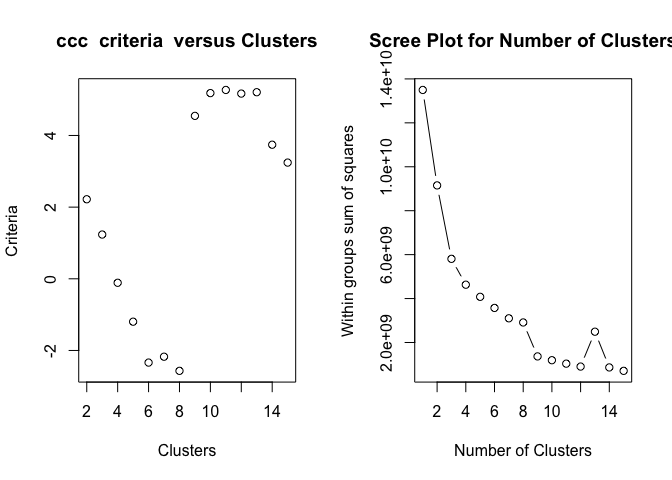 ccc criteria versus Clusters
Criteria
4
2
0
-2
2
4
6
8
10
14
Clusters
Scree Plot for Number of Clusters
Within groups sum of squares
1.4e+10
1.0e+10
6.0e+09
2.0e+09
2
4
6
8
10
14
Number of Clusters